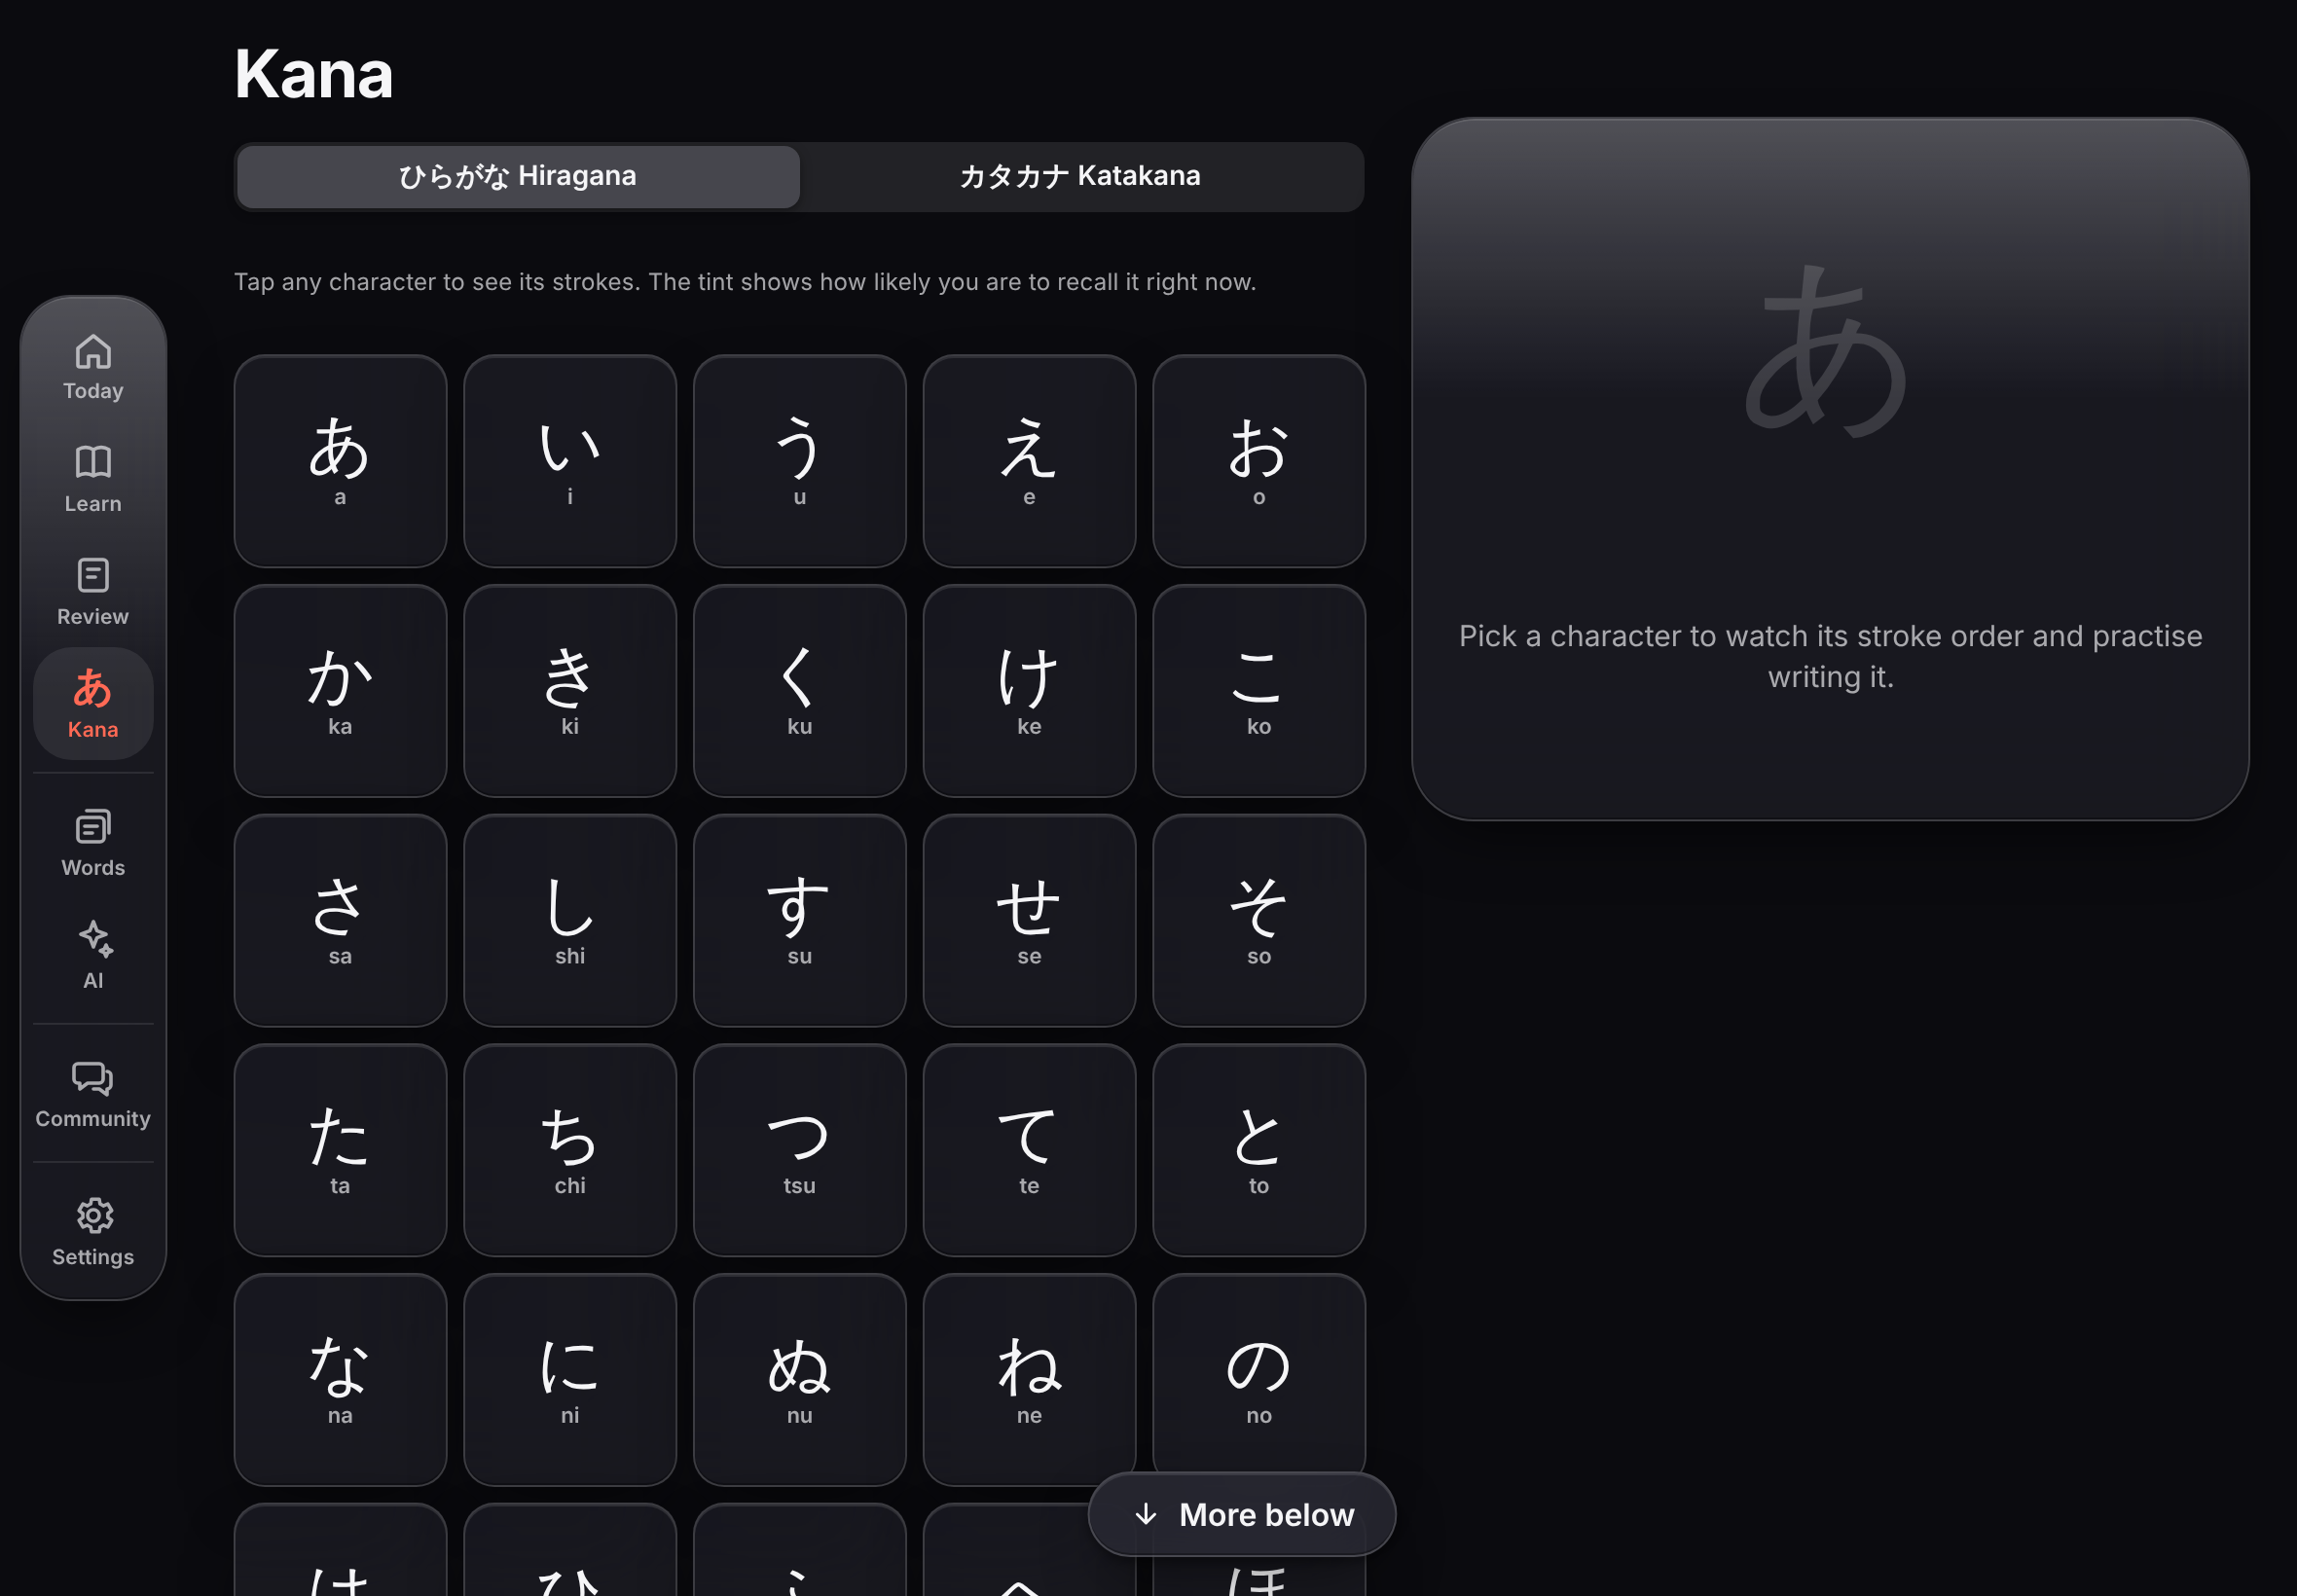 Kana
ひらがな Hiragana
カタカナ Katakana
Tap any character to see its strokes. The tint shows how likely you are to recall it right now.
Today
Learn
Review
あ
Kana
Words
AI
Community
Settings
あ い う え お
a i u e o
か き く け こ
ka ki ku ke ko
さ し す せ そ
sa shi su se so
た ち つ て と
ta chi tsu te to
な に ぬ ね の
na ni nu ne no
は ひ ふ へ ほ
More below
あ
Pick a character to watch its stroke order and practise
writing it.